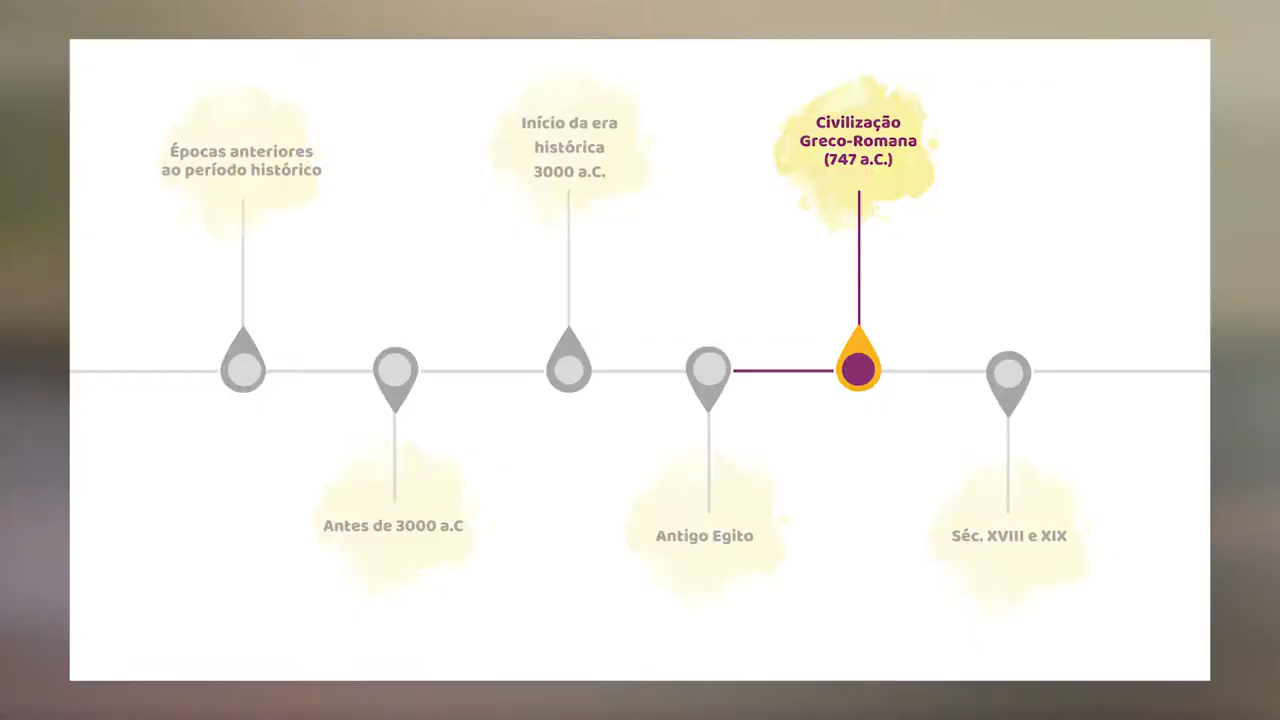 Épocas anteriores
ao período histórico
Início da era
histórica
3000 a.C.
Civilização
Greco-Romana
(747 a.C.)
Antes de 3000 a.C
Antigo Egito
Séc. XVIII e XIX